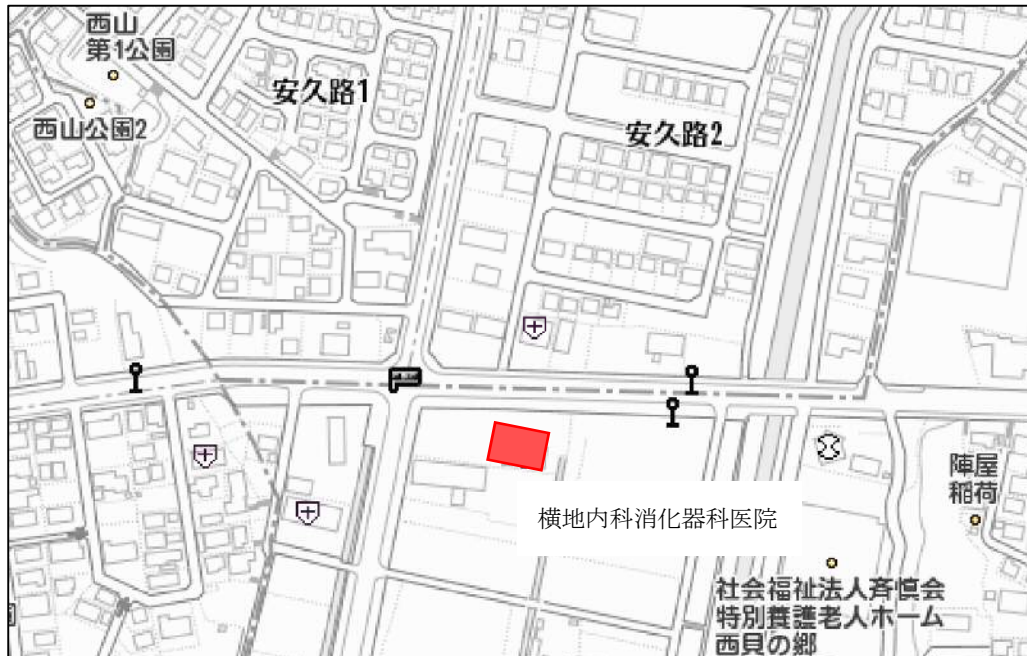 西山
第1公園
安久路1
西山公園2
安久路2
陣屋
稲荷
横地内科消化器科医院
社会福祉法人斉慎会
特別養護老人ホーム
西貝の郷